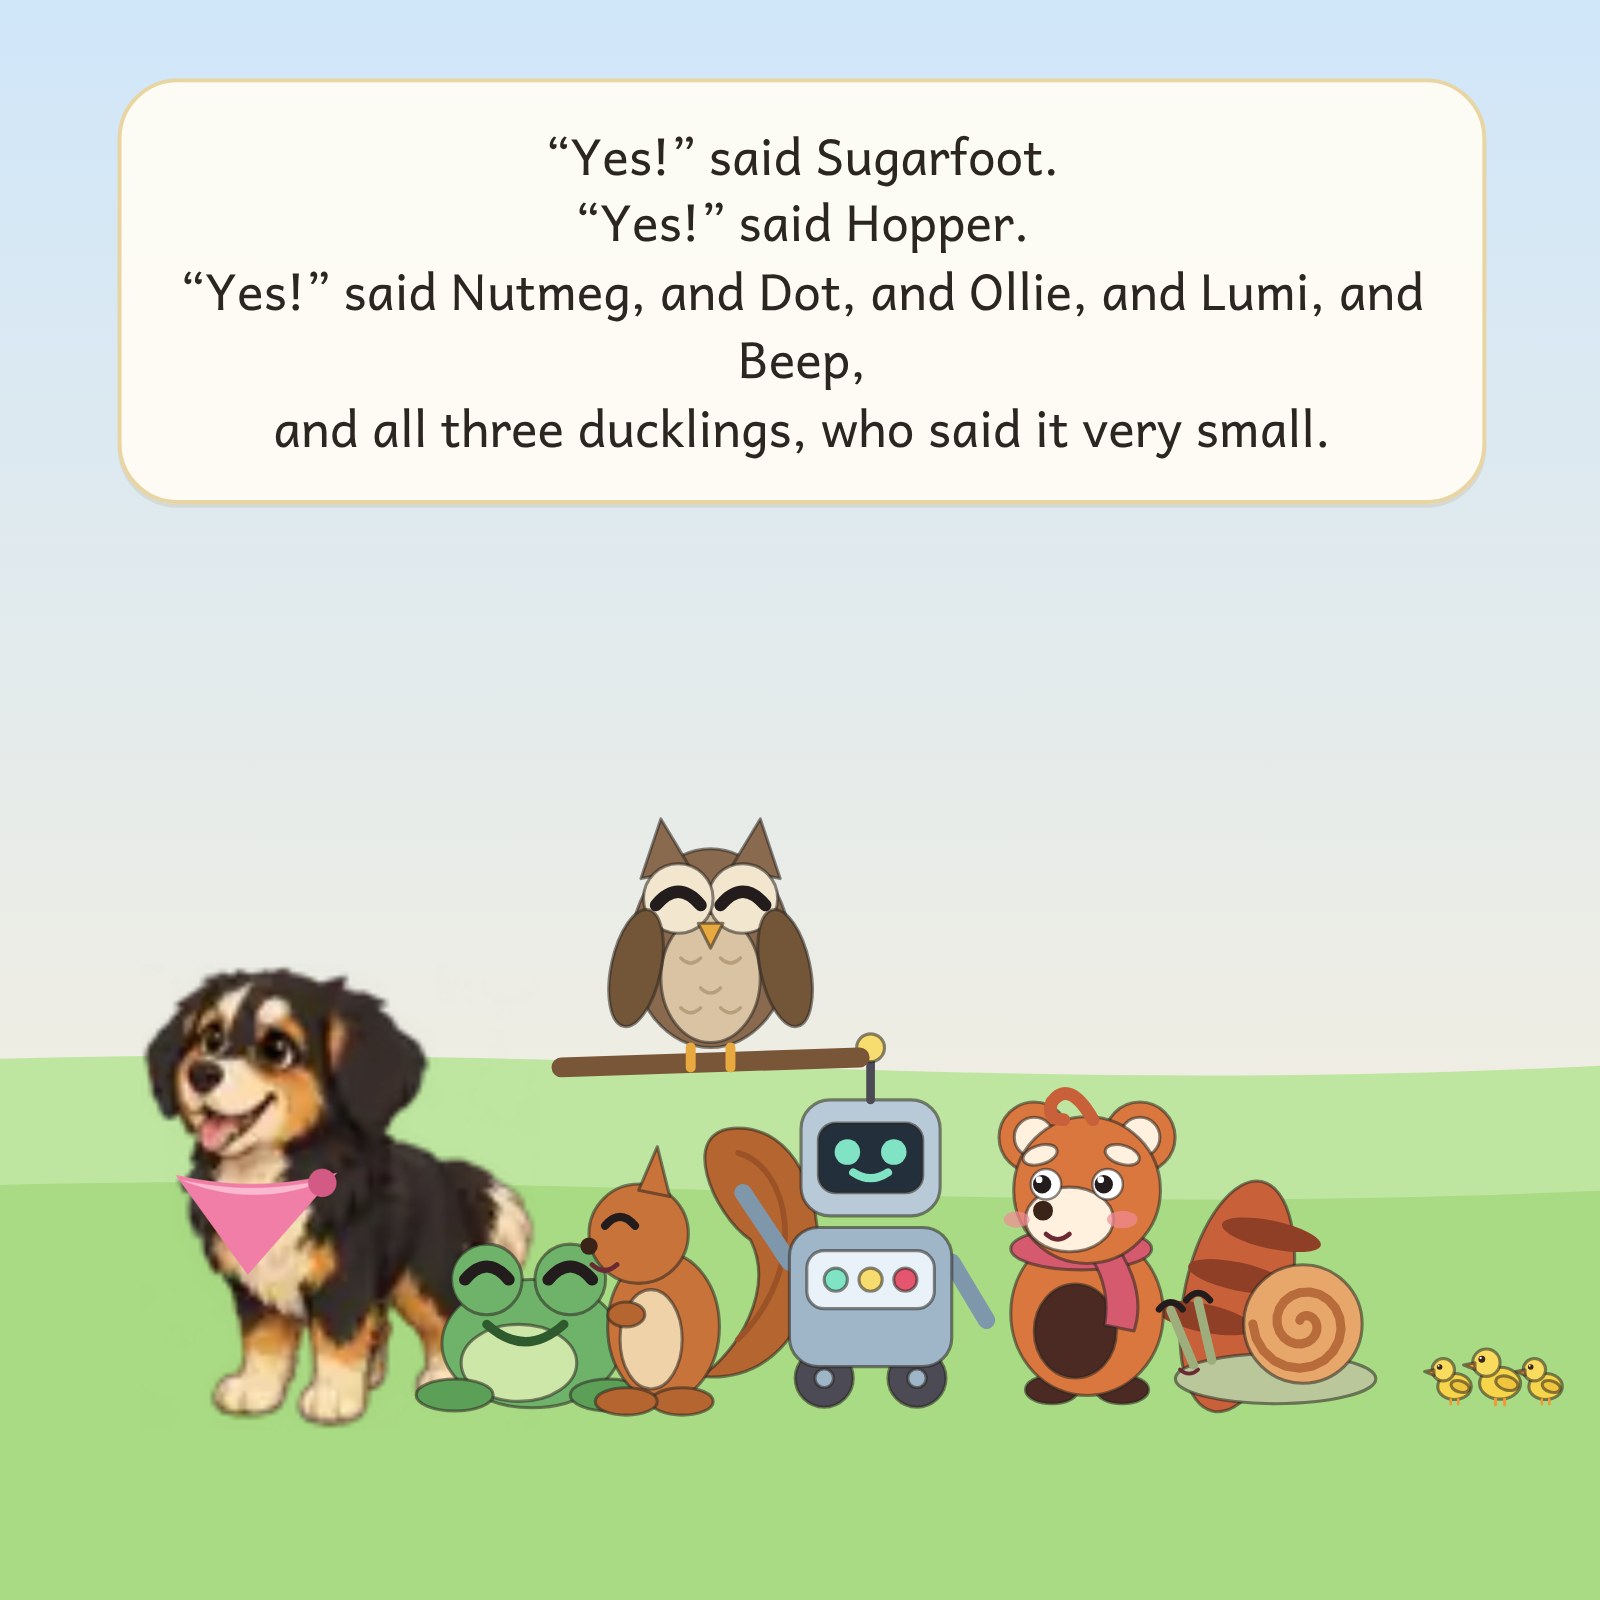 “Yes!” said Sugarfoot.
“Yes!” said Hopper.
“Yes!” said Nutmeg, and Dot, and Ollie, and Lumi, and
Beep,
and all three ducklings, who said it very small.